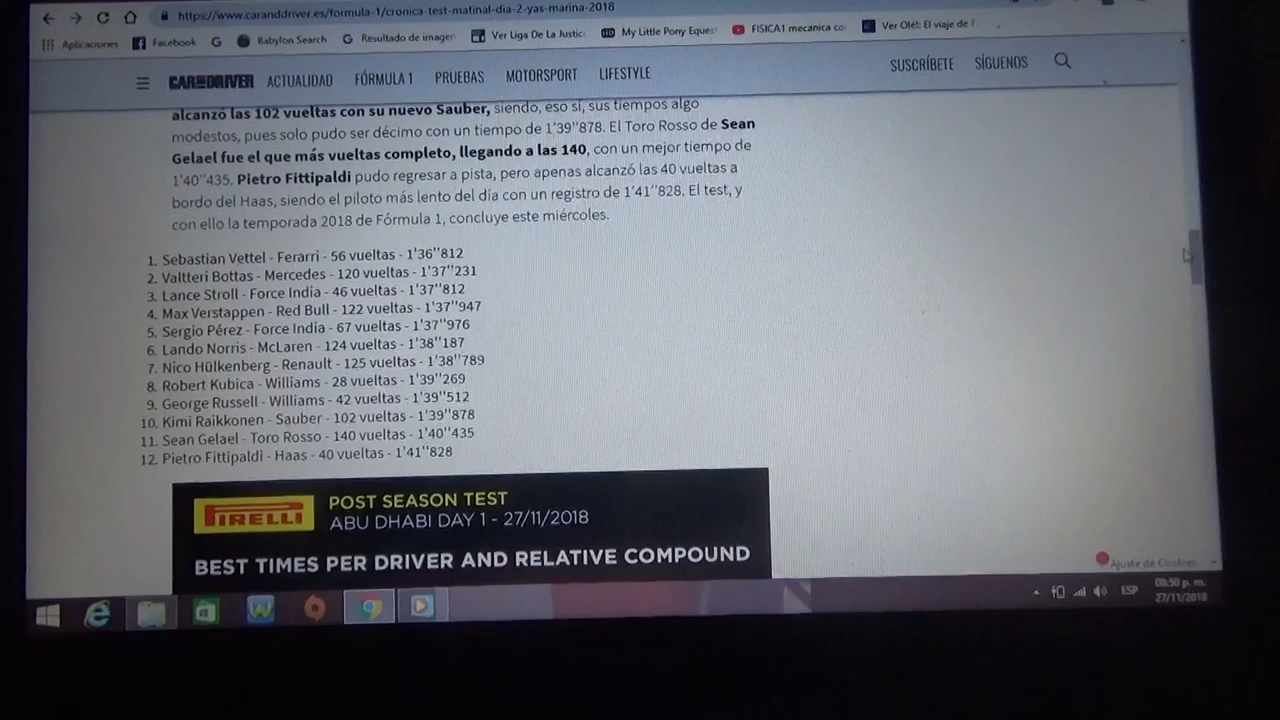 https://www.caranddriver.es/formula-1/cronica-test-matinal-dia-2-yas-marina-2018
Aplicaciones Facebook Babylon Search Resultado de imagen Ver Liga De La Justic My Little Pony Eques FISICA1 mecanica co Ver Olé!: El viaje de F
CAR AND DRIVER ACTUALIDAD FÓRMULA 1 PRUEBAS MOTORSPORT LIFESTYLE SUSCRÍBETE SÍGUENOS
alcanzó las 102 vueltas con su nuevo Sauber, siendo, eso sí, sus tiempos algo
modestos, pues solo pudo ser décimo con un tiempo de 1'39''878. El Toro Rosso de Sean
Gelael fue el que más vueltas completo, llegando a las 140, con un mejor tiempo de
1'40''435. Pietro Fittipaldi pudo regresar a pista, pero apenas alcanzó las 40 vueltas a
bordo del Haas, siendo el piloto más lento del día con un registro de 1'41''828. El test, y
con ello la temporada 2018 de Fórmula 1, concluye este miércoles.
1. Sebastian Vettel - Ferarri - 56 vueltas - 1'36''812
2. Valtteri Bottas - Mercedes - 120 vueltas - 1'37''231
3. Lance Stroll - Force India - 46 vueltas - 1'37''812
4. Max Verstappen - Red Bull - 122 vueltas - 1'37''947
5. Sergio Pérez - Force India - 67 vueltas - 1'37''976
6. Lando Norris - McLaren - 124 vueltas - 1'38''187
7. Nico Hülkenberg - Renault - 125 vueltas - 1'38''789
8. Robert Kubica - Williams - 28 vueltas - 1'39''269
9. George Russell - Williams - 42 vueltas - 1'39''512
10. Kimi Raikkonen - Sauber - 102 vueltas - 1'39''878
11. Sean Gelael - Toro Rosso - 140 vueltas - 1'40''435
12. Pietro Fittipaldi - Haas - 40 vueltas - 1'41''828
PIRELLI
POST SEASON TEST
ABU DHABI DAY 1 - 27/11/2018
BEST TIMES PER DRIVER AND RELATIVE COMPOUND
Ajuste de Cookies
ESP
08:50 p. m.
27/11/2018